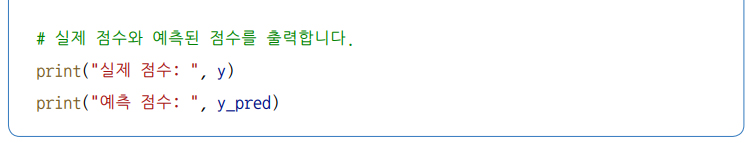 # 실제 점수와 예측된 점수를 출력합니다.
print("실제 점수: ", y)
print("예측 점수: ", y_pred)